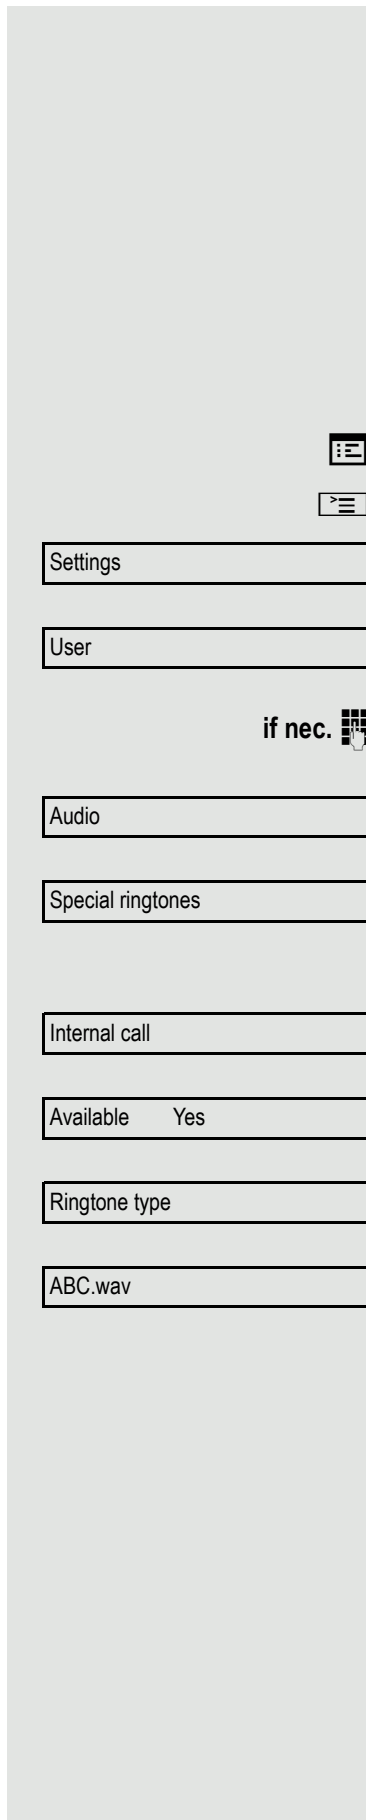 Settings
User
if nec.
Audio
Special ringtones
Internal call
Available Yes
Ringtone type
ABC.wav